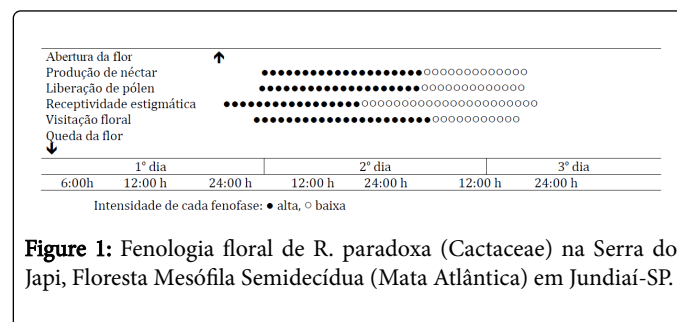 Abertura da flor ↑
Produção de néctar ●●●●●●●●●●●●●●●●●●●●○○○○○○○○○○○○○
Liberação de pólen ●●●●●●●●●●●●●●●●●●●●○○○○○○○○○○○○○
Receptividade estigmática ●●●●●●●●●●●●●●●●●○○○○○○○○○○○○○○○○○○○○○○
Visitação floral ●●●●●●●●●●●●●●●●●●●●●●○○○○○○○○○○○
Queda da flor
↓
1° dia 2° dia 3° dia
6:00h 12:00 h 24:00 h 12:00 h 24:00 h 12:00 h 24:00 h
Intensidade de cada fenofase: ● alta, ○ baixa
Figure 1: Fenologia floral de R. paradoxa (Cactaceae) na Serra do
Japi, Floresta Mesófila Semidecídua (Mata Atlântica) em Jundiaí-SP.